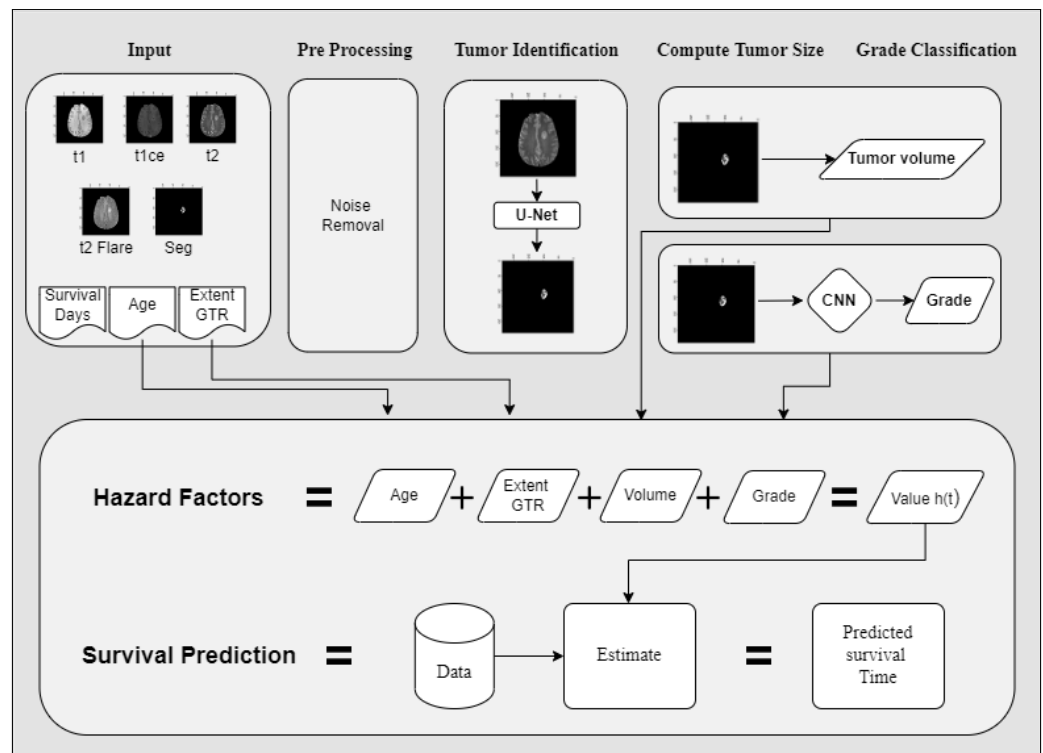 Input
Pre Processing
Tumor Identification
Compute Tumor Size
Grade Classification
t1
t1ce
t2
t2 Flare
Seg
Survival
Days
Age
Extent
GTR
Noise
Removal
U-Net
Tumor volume
CNN
Grade
Hazard Factors
=
Age
+
Extent
GTR
+
Volume
+
Grade
=
Value h(t)
Survival Prediction
=
Data
Estimate
=
Predicted
survival
Time